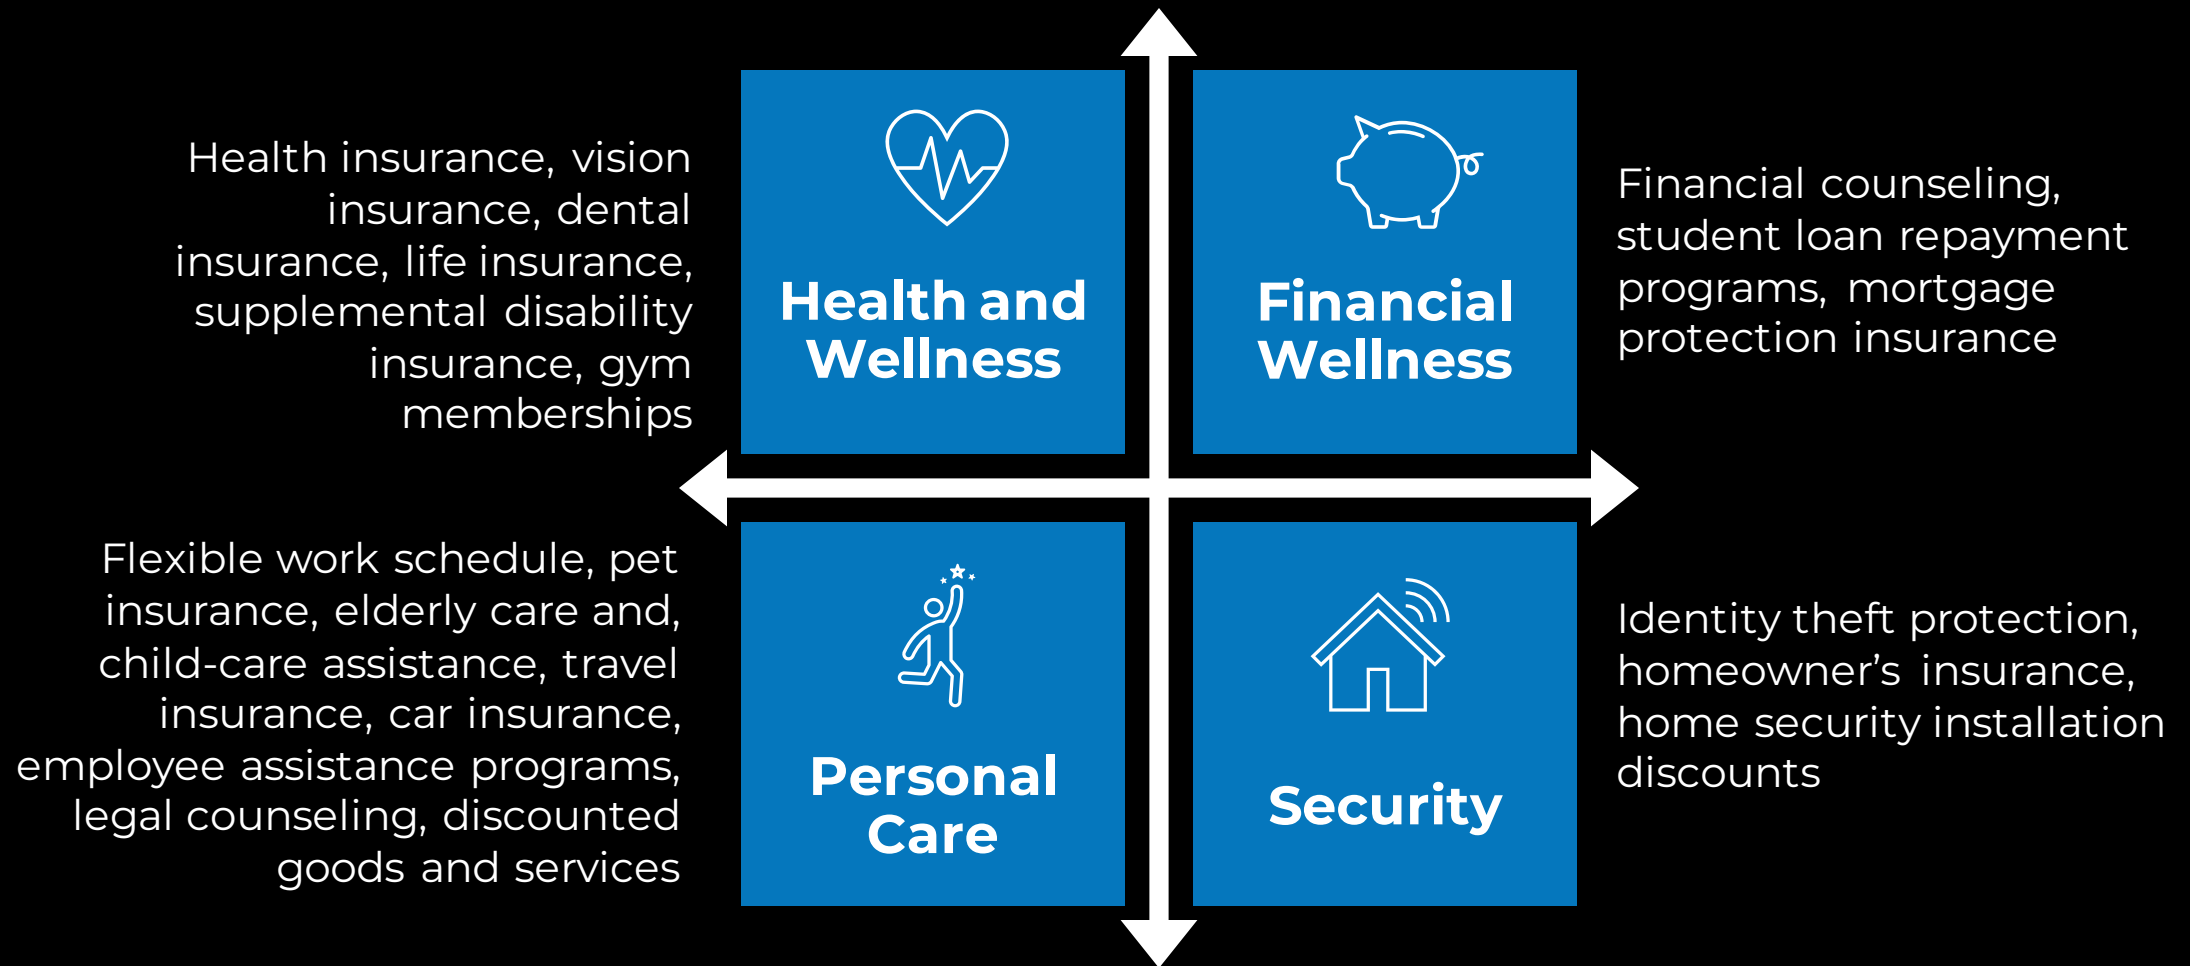 Health insurance, vision
insurance, dental
insurance, life insurance,
supplemental disability
insurance, gym
memberships
Health and
Wellness
Financial
Wellness
Financial counseling,
student loan repayment
programs, mortgage
protection insurance
Flexible work schedule, pet
insurance, elderly care and,
child-care assistance, travel
insurance, car insurance,
employee assistance programs,
legal counseling, discounted
goods and services
Personal
Care
Security
Identity theft protection,
homeowner’s insurance,
home security installation
discounts